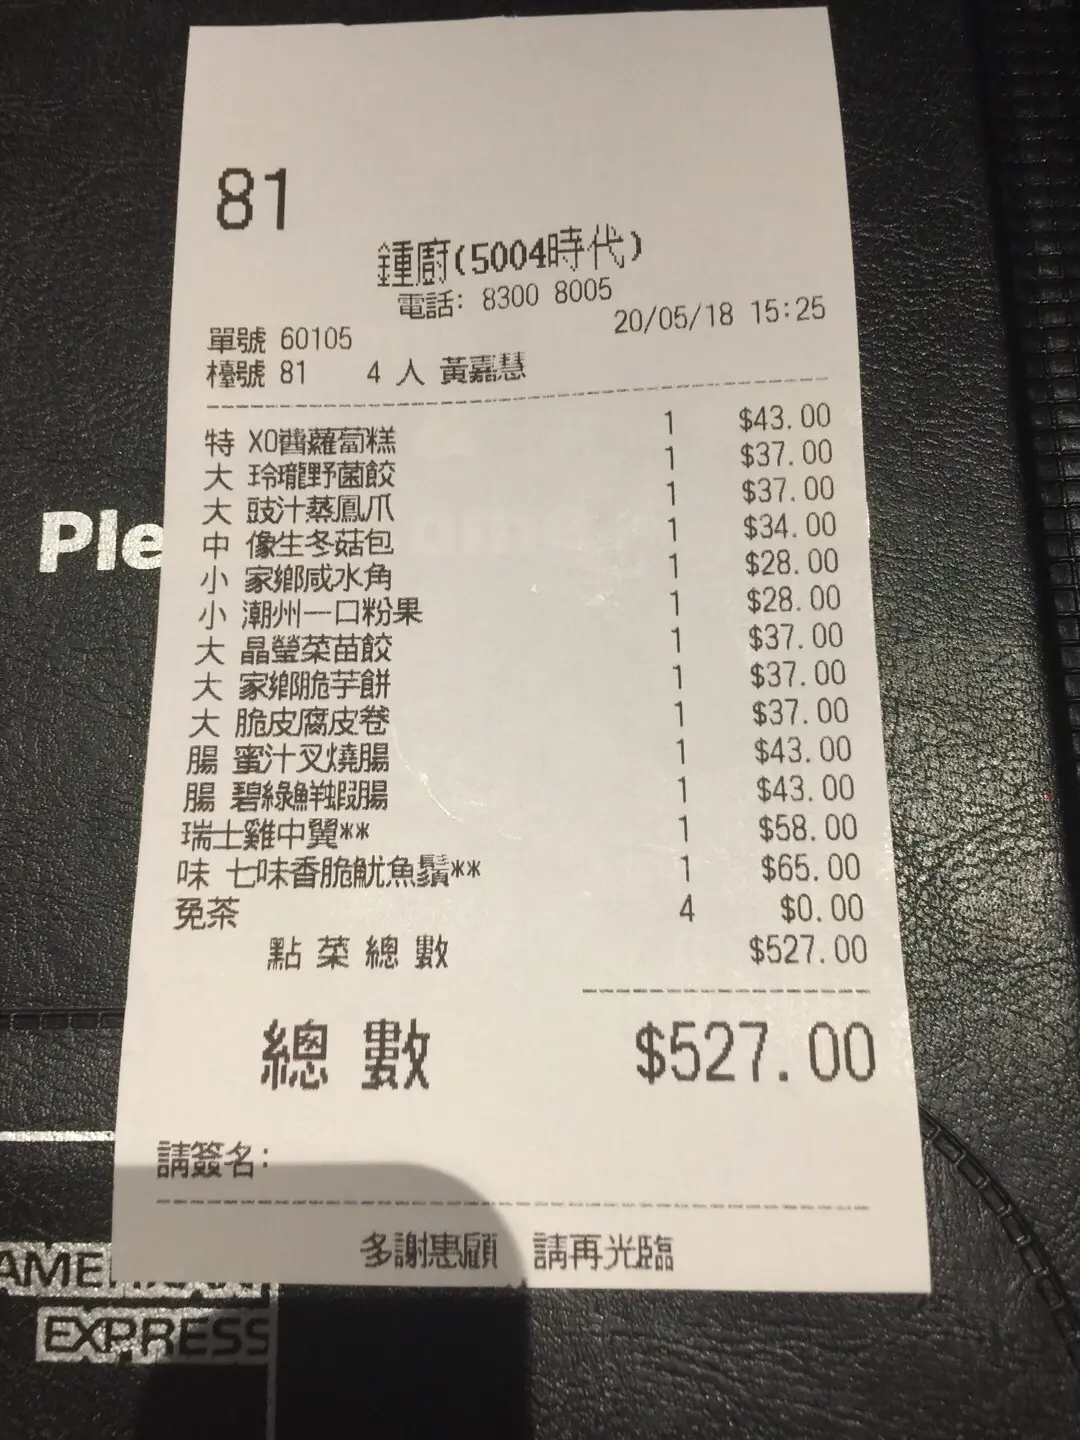 81
鍾廚(5004時代)
電話: 8300 8005
20/05/18 15:25
單號 60105
檯號 81 4 人 黃嘉慧
特 XO醬蘿蔔糕 1 $43.00
大 玲瓏野菌餃 1 $37.00
大 豉汁蒸鳳爪 1 $37.00
中 像生冬菇包 1 $34.00
小 家鄉咸水角 1 $28.00
小 潮州一口粉果 1 $28.00
大 晶瑩菜苗餃 1 $37.00
大 家鄉脆芋餅 1 $37.00
大 脆皮腐皮卷 1 $37.00
腸 蜜汁叉燒腸 1 $43.00
腸 碧綠鮮蝦腸 1 $43.00
瑞士雞中翼** 1 $58.00
味 七味香脆魷魚鬚** 1 $65.00
免茶 4 $0.00
點菜總數 $527.00
總數 $527.00
請簽名:
多謝惠顧 請再光臨
Ple
EXPRESS